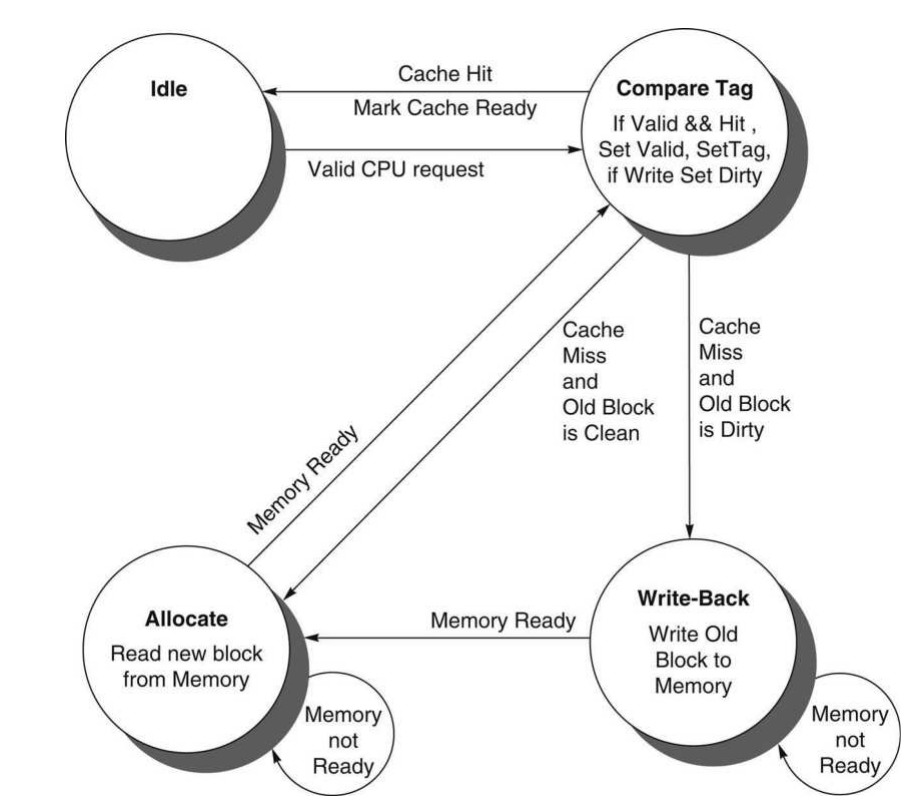 Idle
Cache Hit
Mark Cache Ready
Valid CPU request
Compare Tag
If Valid && Hit ,
Set Valid, SetTag,
if Write Set Dirty
Cache
Miss
and
Old Block
is Clean
Cache
Miss
and
Old Block
is Dirty
Memory Ready
Allocate
Read new block
from Memory
Memory
not
Ready
Memory Ready
Write-Back
Write Old
Block to
Memory
Memory
not
Ready